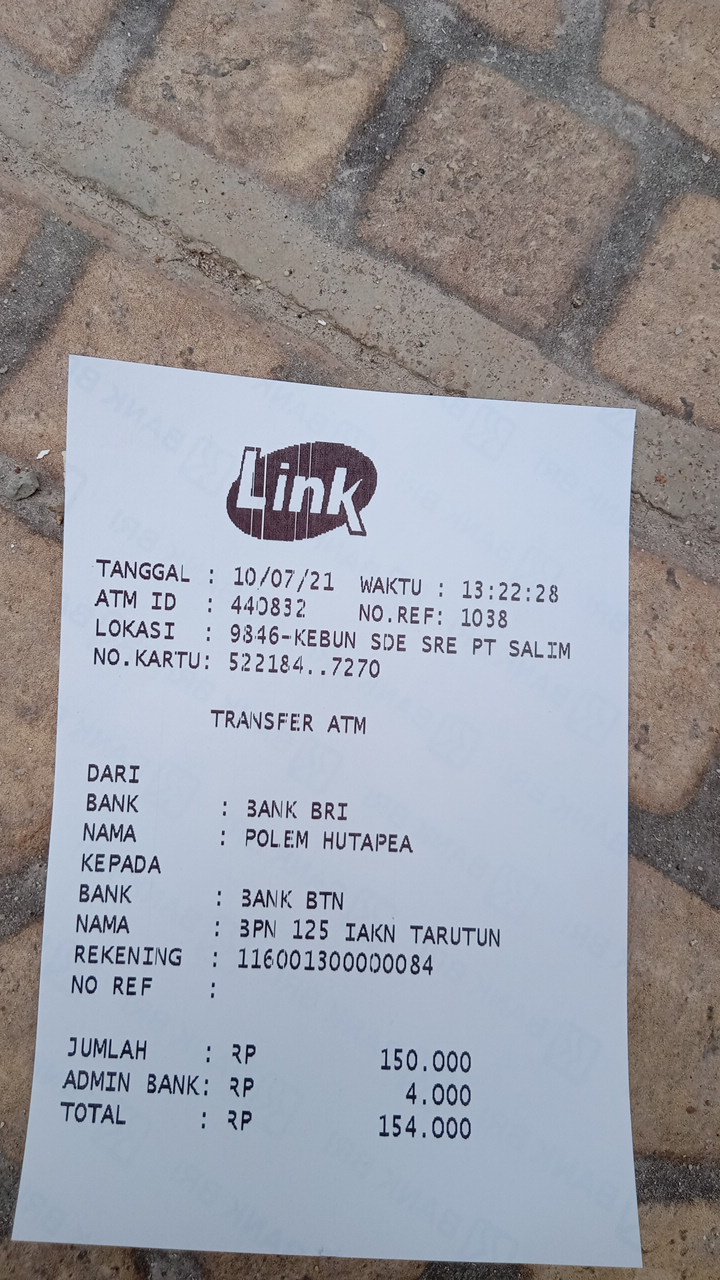 Link
TANGGAL : 10/07/21 WAKTU : 13:22:28
ATM ID : 440832 NO.REF: 1038
LOKASI : 9846-KEBUN SDE SRE PT SALIM
NO.KARTU: 522184..7270
TRANSFER ATM
DARI
BANK : BANK BRI
NAMA : POLEM HUTAPEA
KEPADA
BANK : BANK BTN
NAMA : BPN 125 IAKN TARUTUN
REKENING : 116001300000084
NO REF :
JUMLAH : RP 150.000
ADMIN BANK: RP 4.000
TOTAL : RP 154.000